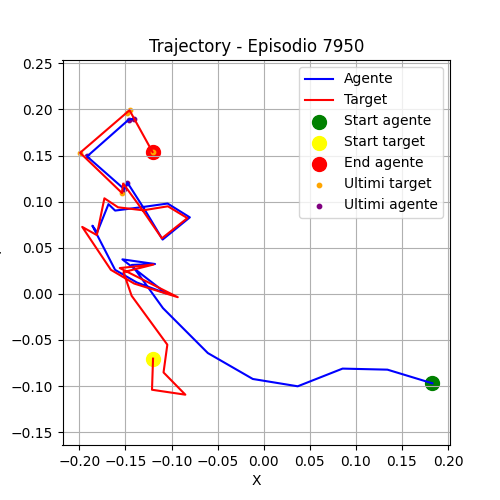 Trajectory - Episodio 7950
Agente
Target
Start agente
Start target
End agente
Ultimi target
Ultimi agente
0.25
0.20
0.15
0.10
0.05
0.00
−0.05
−0.10
−0.15
−0.20 −0.15 −0.10 −0.05 0.00 0.05 0.10 0.15 0.20
X